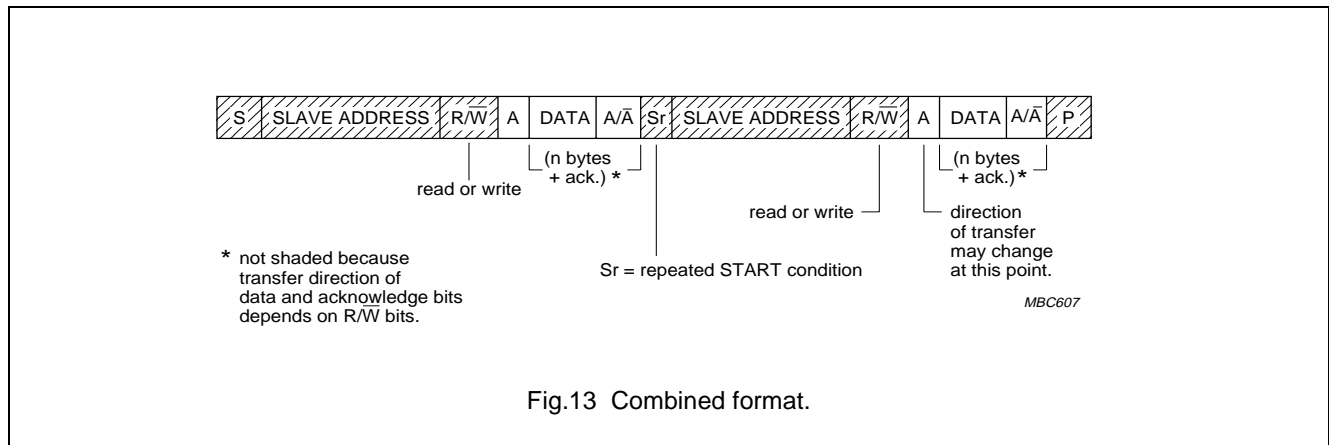 S SLAVE ADDRESS R/W̅ A DATA A/A̅ Sr SLAVE ADDRESS R/W̅ A DATA A/A̅ P
(n bytes
+ ack.) *
(n bytes
+ ack.) *
read or write
read or write
direction
of transfer
may change
at this point.
Sr = repeated START condition
* not shaded because
transfer direction of
data and acknowledge bits
depends on R/W̅ bits.
MBC607
Fig.13 Combined format.